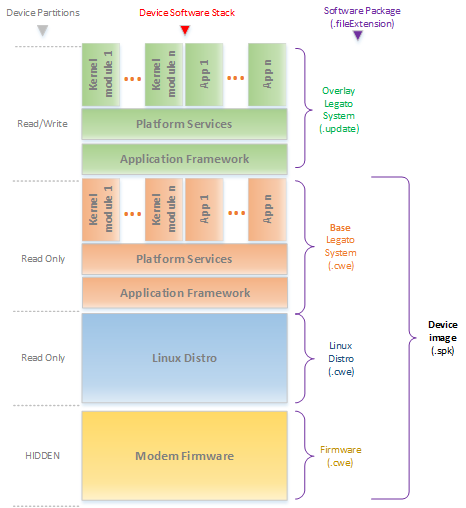 Device Partitions
Device Software Stack
Software Package
(.fileExtension)
Kernel
module 1
...
Kernel
module n
App 1
...
App n
Read/Write
Platform Services
Application Framework
Overlay
Legato
System
(.update)
Kernel
module 1
...
Kernel
module n
App 1
...
App n
Read Only
Platform Services
Application Framework
Base
Legato
System
(.cwe)
Read Only
Linux Distro
Linux
Distro
(.cwe)
Device
image
(.spk)
HIDDEN
Modem Firmware
Firmware
(.cwe)